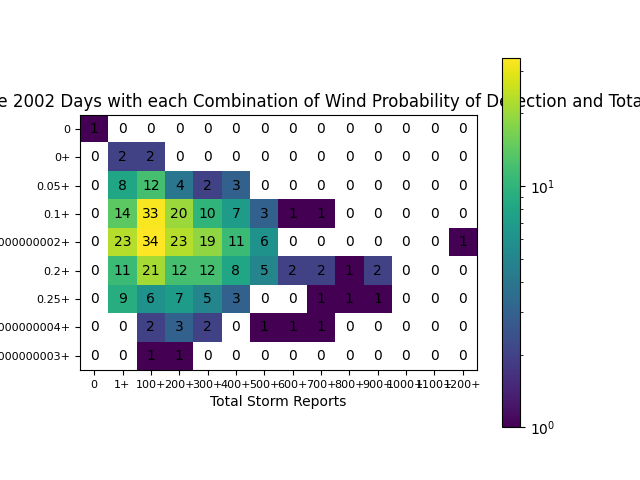 e 2002 Days with each Combination of Wind Probability of Detection and Tota
0 1 0 0 0 0 0 0 0 0 0 0 0 0 0
0+ 0 2 2 0 0 0 0 0 0 0 0 0 0 0
0.05+ 0 8 12 4 2 3 0 0 0 0 0 0 0 0
0.1+ 0 14 33 20 10 7 3 1 1 0 0 0 0 0
000000002+ 0 23 34 23 19 11 6 0 0 0 0 0 0 1
0.2+ 0 11 21 12 12 8 5 2 2 1 2 0 0 0
0.25+ 0 9 6 7 5 3 0 0 1 1 1 0 0 0
000000004+ 0 0 2 3 2 0 1 1 1 0 0 0 0 0
000000003+ 0 0 1 1 0 0 0 0 0 0 0 0 0 0
0 1+ 100+ 200+ 300+ 400+ 500+ 600+ 700+ 800+ 900+ 1000+ 1100+ 1200+
Total Storm Reports
10¹
10⁰